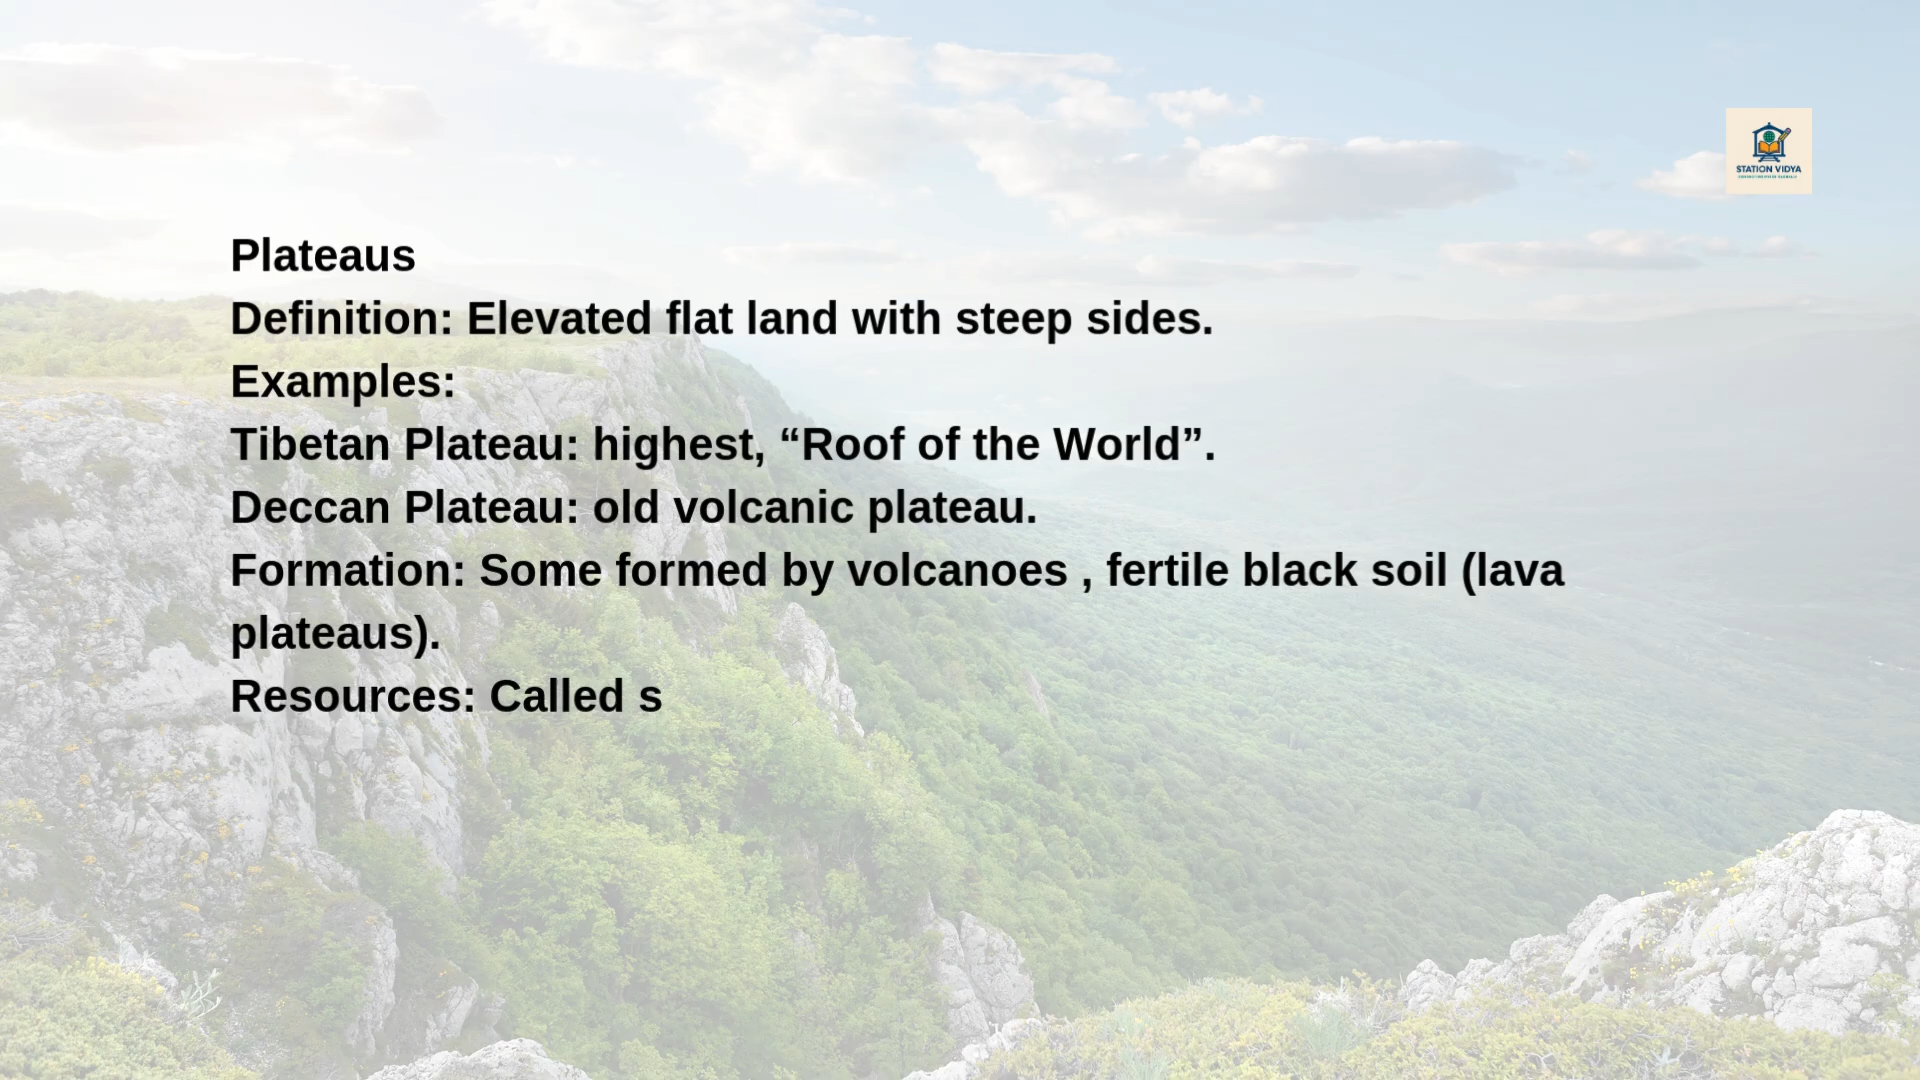 STATION VIDYA
Plateaus
Definition: Elevated flat land with steep sides.
Examples:
Tibetan Plateau: highest, “Roof of the World”.
Deccan Plateau: old volcanic plateau.
Formation: Some formed by volcanoes , fertile black soil (lava
plateaus).
Resources: Called s